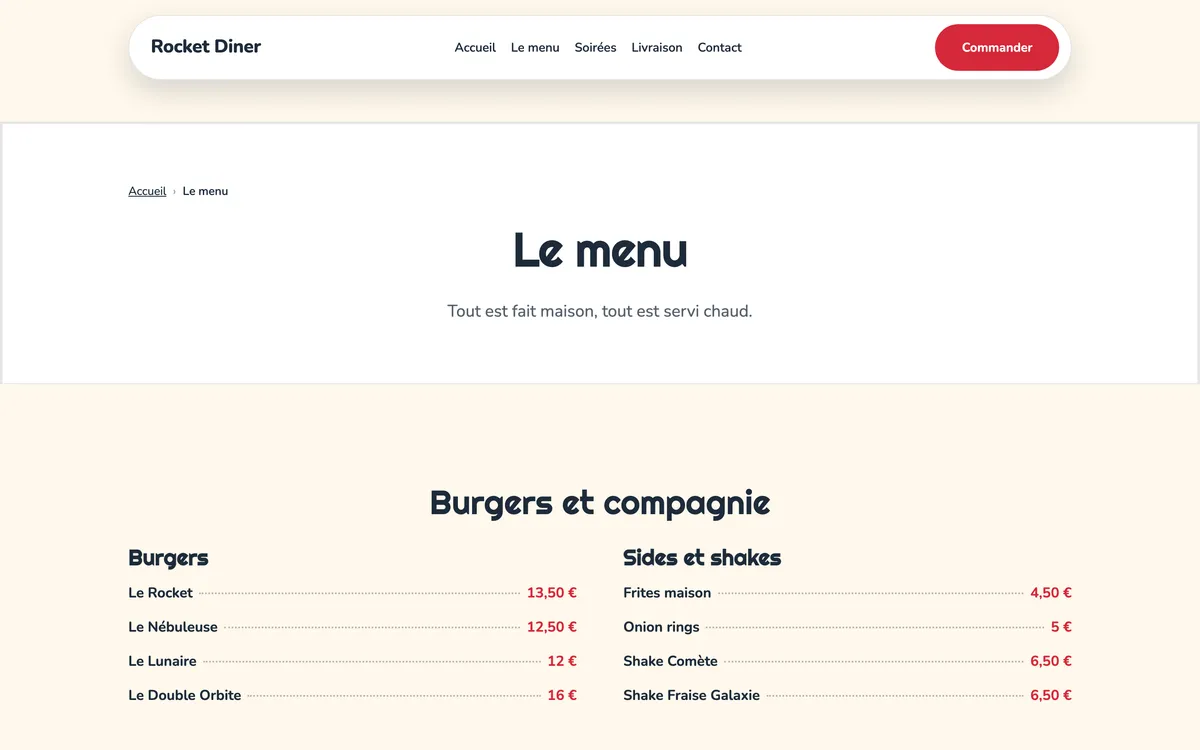 Rocket Diner
Accueil Le menu Soirées Livraison Contact
Commander
Accueil › Le menu
Le menu
Tout est fait maison, tout est servi chaud.
Burgers et compagnie
Burgers
Le Rocket 13,50 €
Le Nébuleuse 12,50 €
Le Lunaire 12 €
Le Double Orbite 16 €
Sides et shakes
Frites maison 4,50 €
Onion rings 5 €
Shake Comète 6,50 €
Shake Fraise Galaxie 6,50 €